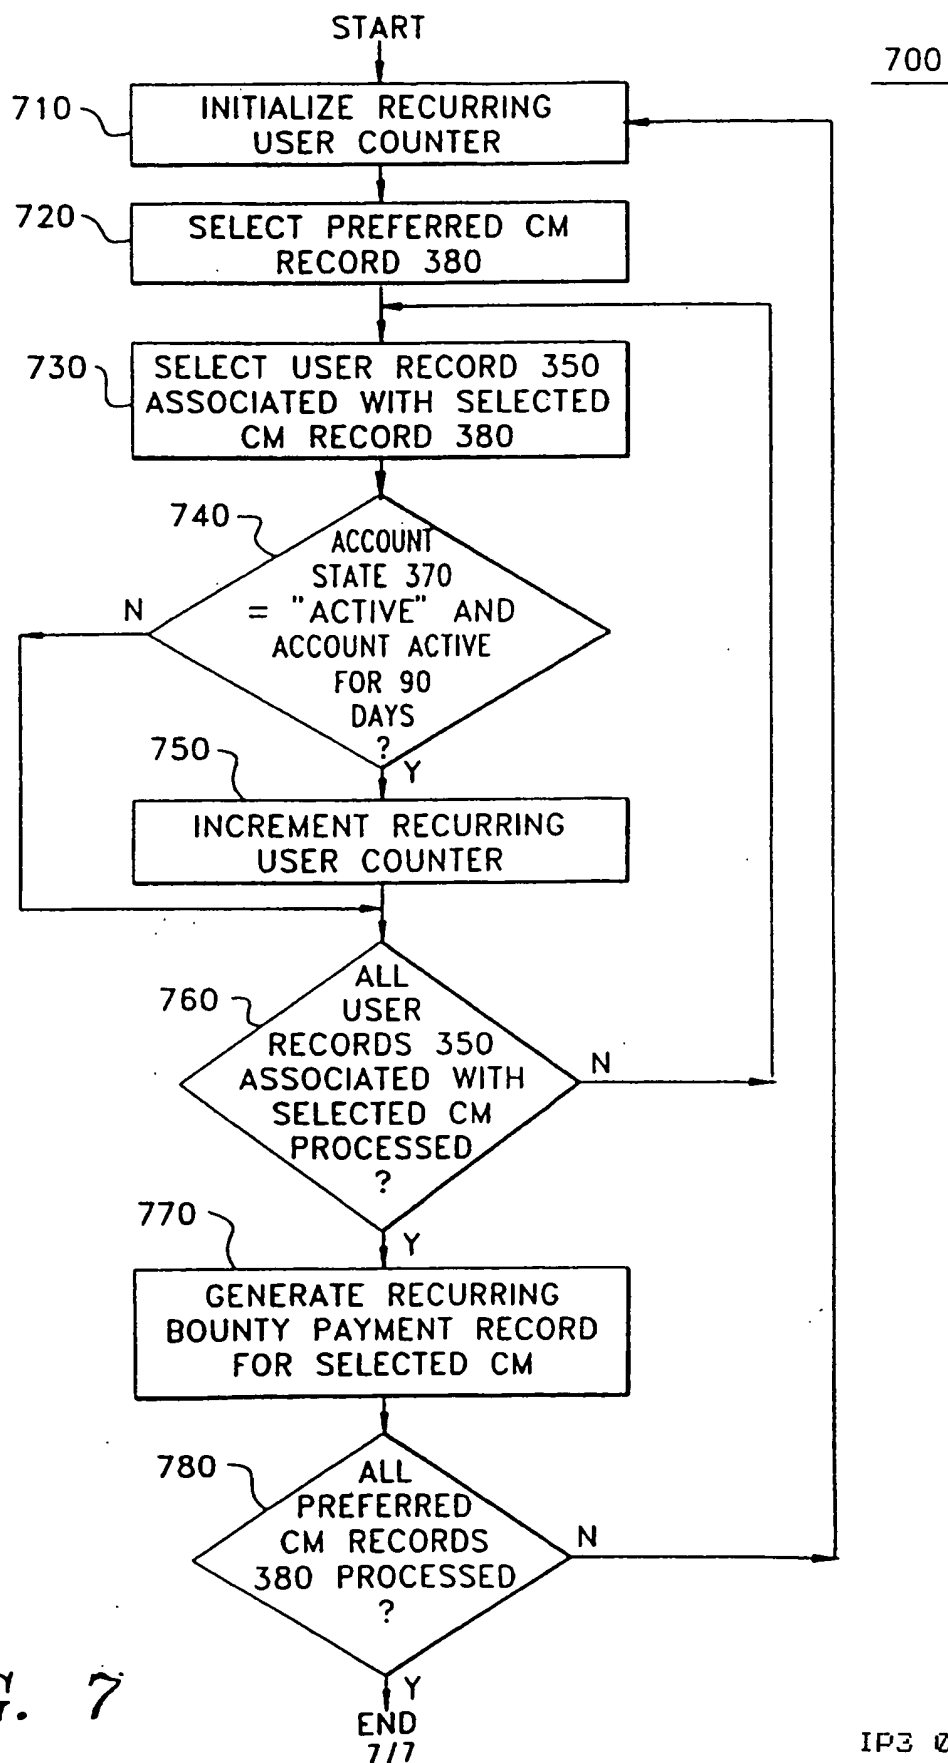 START
700
710
INITIALIZE RECURRING
USER COUNTER
720
SELECT PREFERRED CM
RECORD 380
730
SELECT USER RECORD 350
ASSOCIATED WITH SELECTED
CM RECORD 380
740
ACCOUNT
STATE 370
= "ACTIVE" AND
ACCOUNT ACTIVE
FOR 90
DAYS
?
N
Y
750
INCREMENT RECURRING
USER COUNTER
760
ALL
USER
RECORDS 350
ASSOCIATED WITH
SELECTED CM
PROCESSED
?
N
Y
770
GENERATE RECURRING
BOUNTY PAYMENT RECORD
FOR SELECTED CM
780
ALL
PREFERRED
CM RECORDS
380 PROCESSED
?
N
Y
END
7/7
G. 7
IP3 0